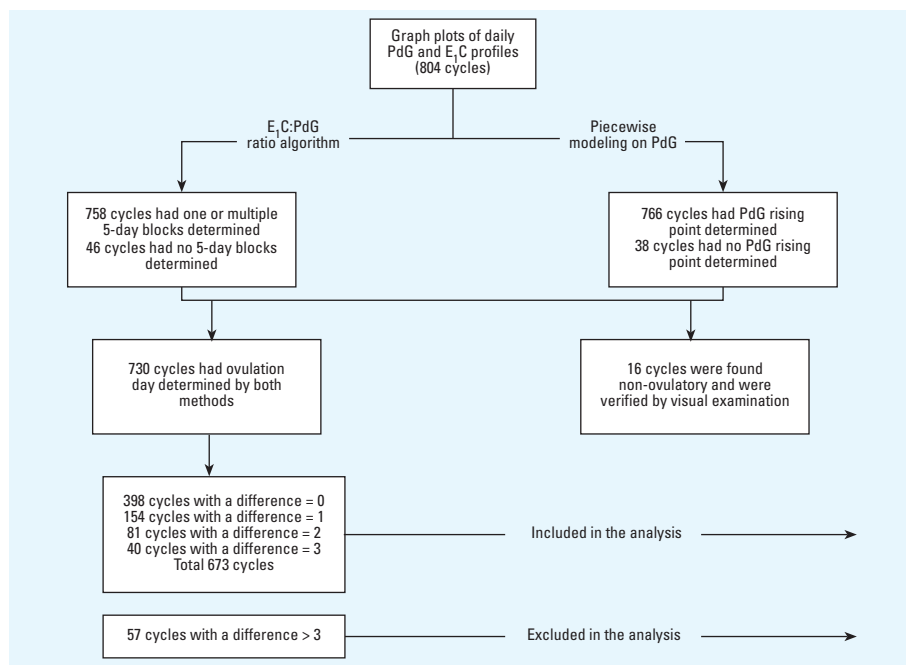 Graph plots of daily
PdG and E₁C profiles
(804 cycles)
E₁C:PdG
ratio algorithm
Piecewise
modeling on PdG
758 cycles had one or multiple
5-day blocks determined
46 cycles had no 5-day blocks
determined
766 cycles had PdG rising
point determined
38 cycles had no PdG rising
point determined
730 cycles had ovulation
day determined by both
methods
16 cycles were found
non-ovulatory and were
verified by visual examination
398 cycles with a difference = 0
154 cycles with a difference = 1
81 cycles with a difference = 2
40 cycles with a difference = 3
Total 673 cycles
Included in the analysis
57 cycles with a difference > 3
Excluded in the analysis